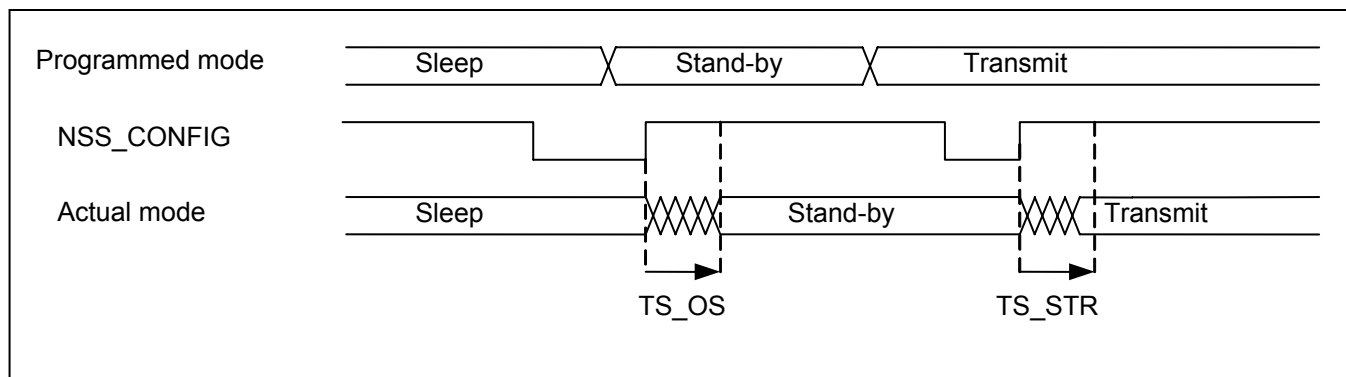 Programmed mode Sleep Stand-by Transmit
NSS_CONFIG
Actual mode Sleep Stand-by Transmit
TS_OS TS_STR